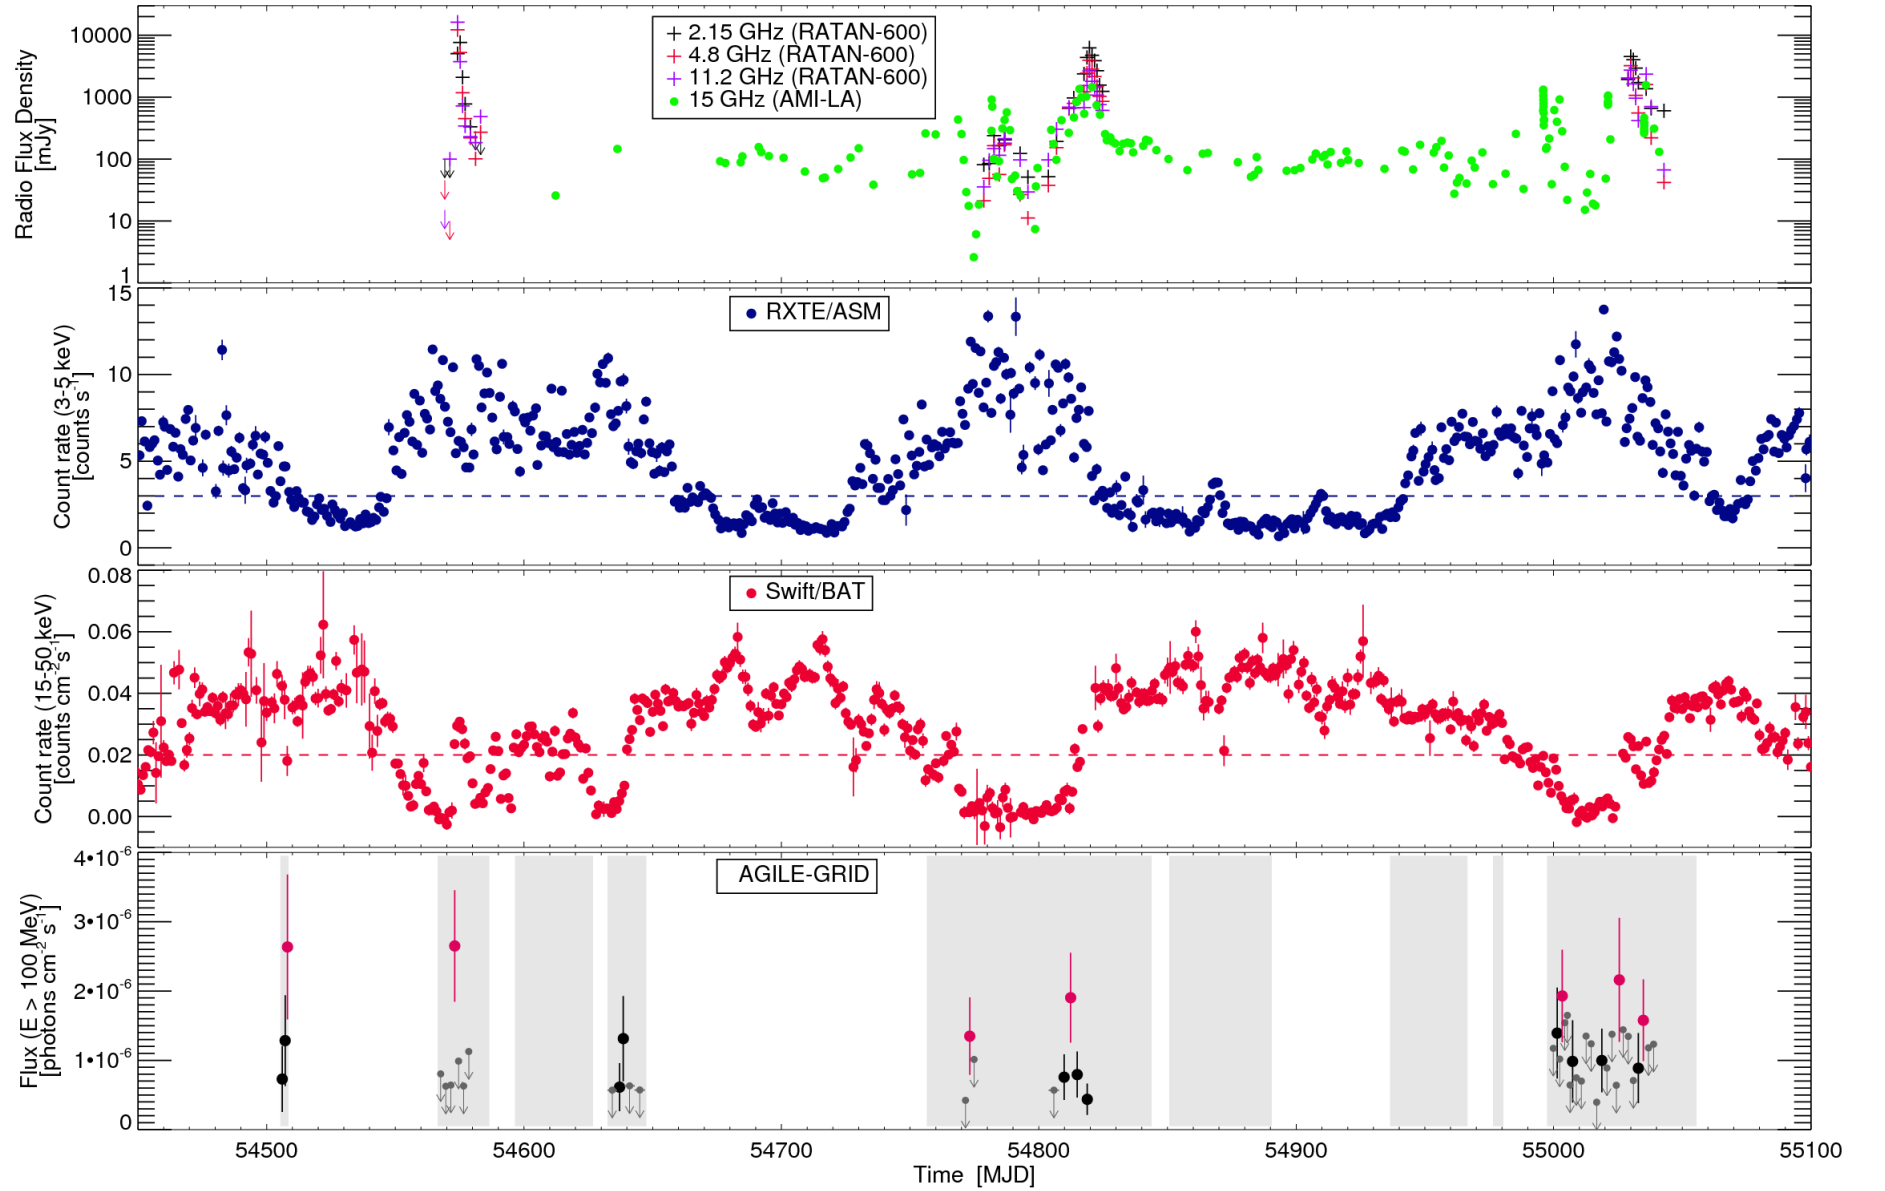 Radio Flux Density
[mJy]
10000
1000
100
10
1
2.15 GHz (RATAN-600)
4.8 GHz (RATAN-600)
11.2 GHz (RATAN-600)
15 GHz (AMI-LA)
Count rate (3-5 keV)
[counts s-1]
15
10
5
0
RXTE/ASM
Count rate (15-50 keV)
[counts cm-2 s-1]
0.08
0.06
0.04
0.02
0.00
Swift/BAT
Flux (E > 100 MeV)
[photons cm-2 s-1]
4•10-6
3•10-6
2•10-6
1•10-6
0
AGILE-GRID
54500 54600 54700 54800 54900 55000 55100
Time [MJD]